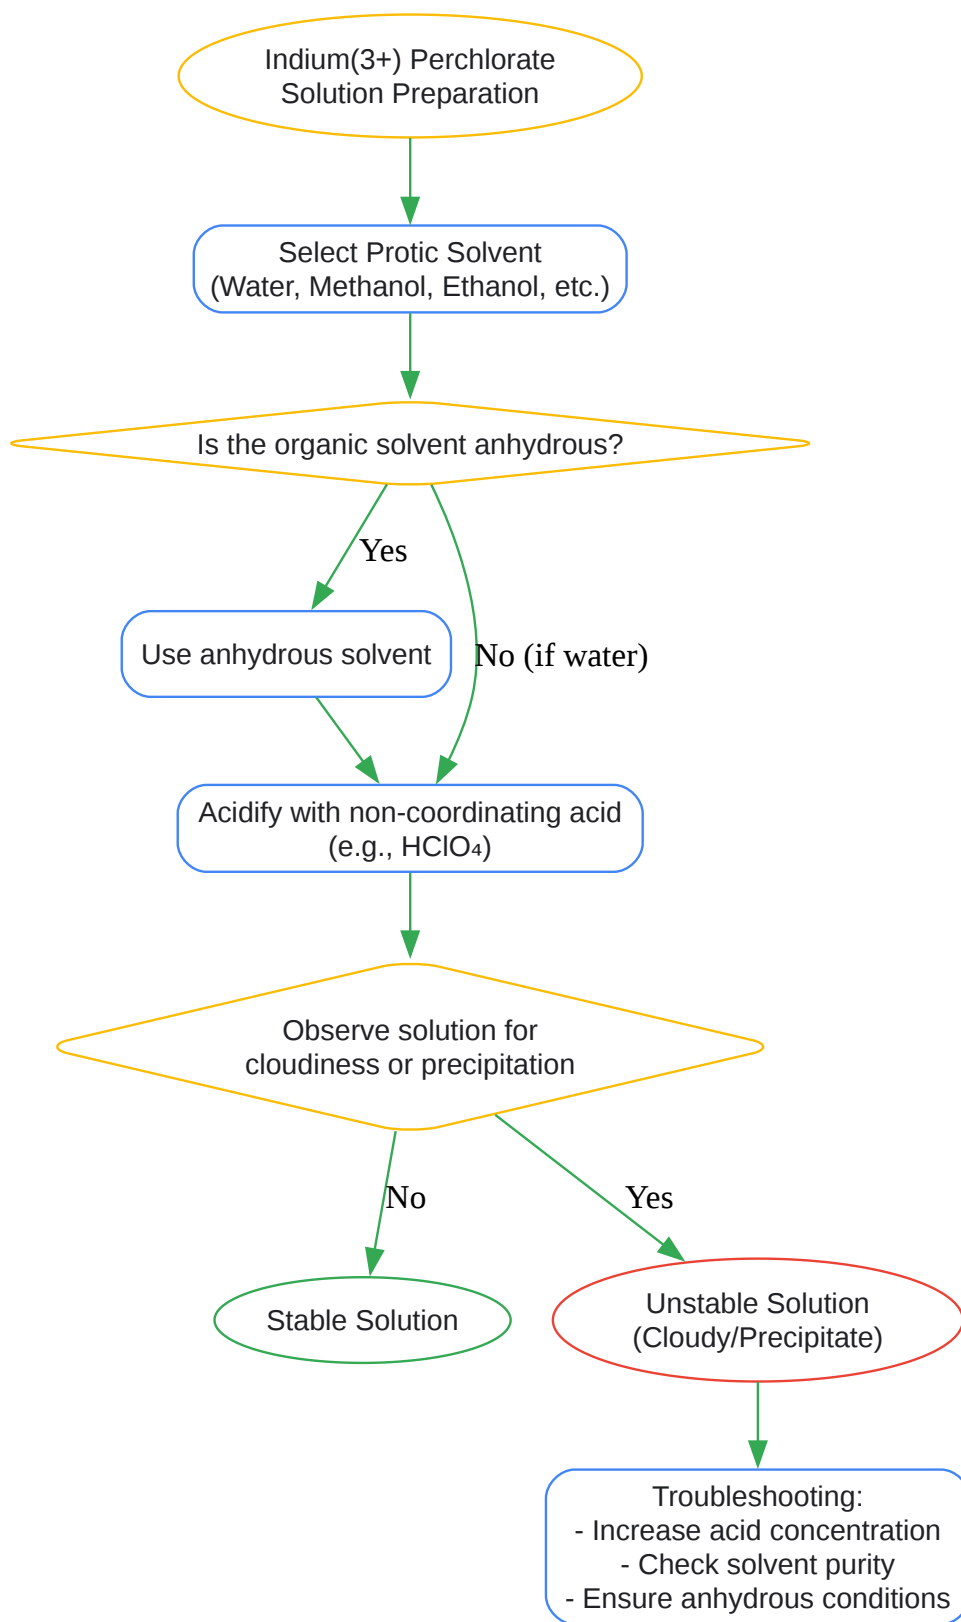 Indium(3+) Perchlorate
Solution Preparation
Select Protic Solvent
(Water, Methanol, Ethanol, etc.)
Is the organic solvent anhydrous?
Yes
Use anhydrous solvent
No (if water)
Acidify with non-coordinating acid
(e.g., HClO₄)
Observe solution for
cloudiness or precipitation
No
Yes
Stable Solution
Unstable Solution
(Cloudy/Precipitate)
Troubleshooting:
- Increase acid concentration
- Check solvent purity
- Ensure anhydrous conditions